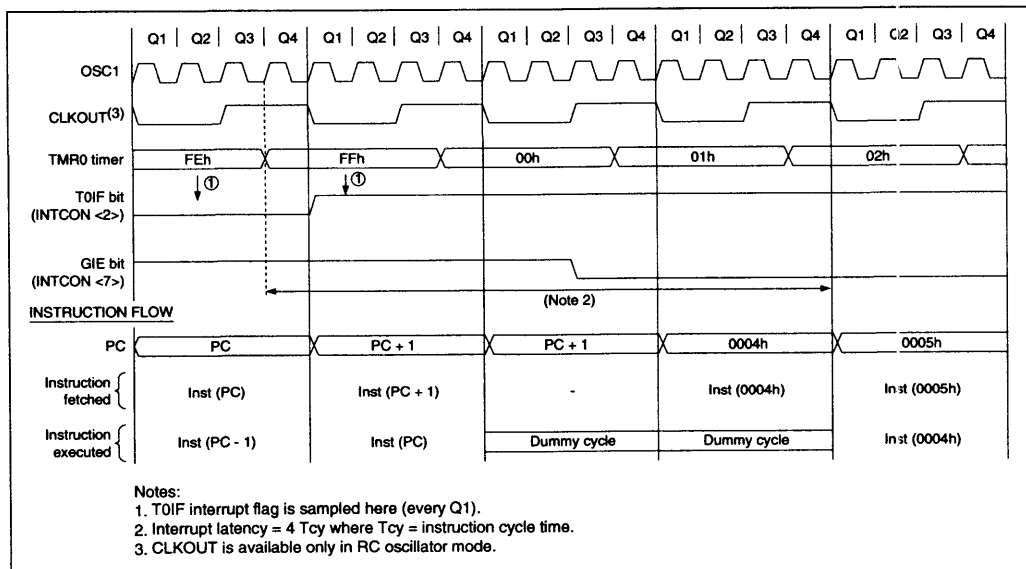 Q1 | Q2 | Q3 | Q4 Q1 | Q2 | Q3 | Q4 Q1 | Q2 | Q3 | Q4 Q1 | Q2 | Q3 | Q4 Q1 | Q2 | Q3 | Q4
OSC1
CLKOUT(3)
TMR0 timer FEh FFh 00h 01h 02h
① ①
T0IF bit
(INTCON <2>)
GIE bit
(INTCON <7>)
(Note 2)
INSTRUCTION FLOW
PC PC PC + 1 PC + 1 0004h 0005h
Instruction
fetched Inst (PC) Inst (PC + 1) - Inst (0004h) Inst (0005h)
Instruction
executed Inst (PC - 1) Inst (PC) Dummy cycle Dummy cycle Inst (0004h)
Notes:
1. T0IF interrupt flag is sampled here (every Q1).
2. Interrupt latency = 4 Tcy where Tcy = instruction cycle time.
3. CLKOUT is available only in RC oscillator mode.